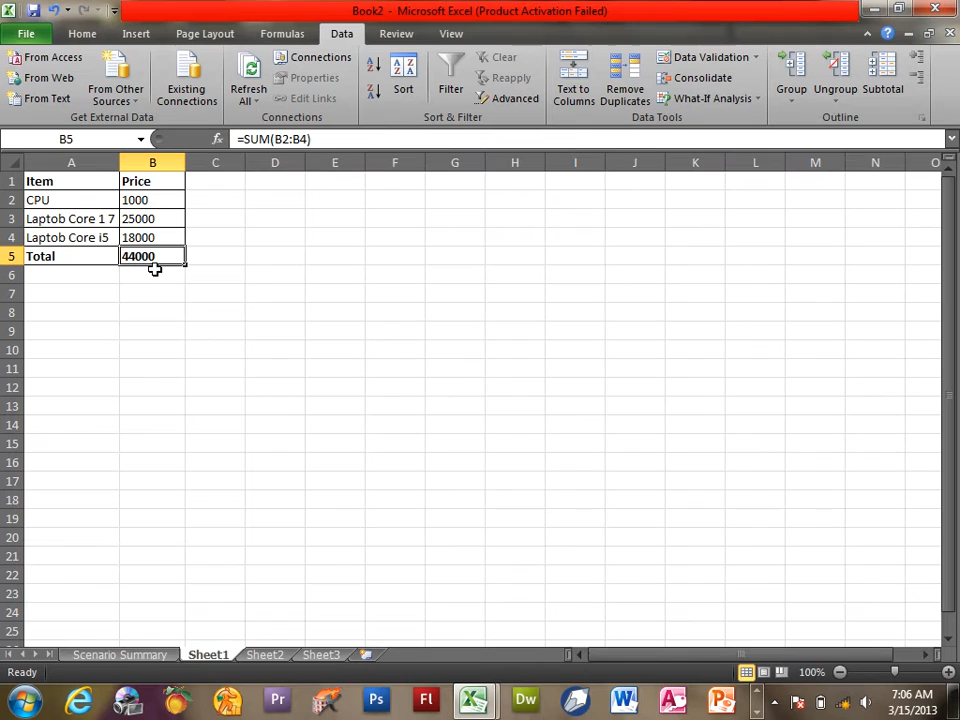 Book2 - Microsoft Excel (Product Activation Failed)
File Home Insert Page Layout Formulas Data Review View
From Access
From Web
From Text
From Other Sources
Existing Connections
Get External Data
Refresh All
Connections
Properties
Edit Links
Connections
Sort
Filter
Clear
Reapply
Advanced
Sort & Filter
Text to Columns
Remove Duplicates
Data Validation
Consolidate
What-If Analysis
Data Tools
Group
Ungroup
Subtotal
Outline
B5 fx =SUM(B2:B4)
A B C D E F G H I J K L M N O
1 Item Price
2 CPU 1000
3 Laptob Core 1 7 25000
4 Laptob Core i5 18000
5 Total 44000
6
7
8
9
10
11
12
13
14
15
16
17
18
19
20
21
22
23
24
25
Scenario Summary Sheet1 Sheet2 Sheet3
Ready 100%
Pr Ps Fl Dw
7:06 AM
3/15/2013